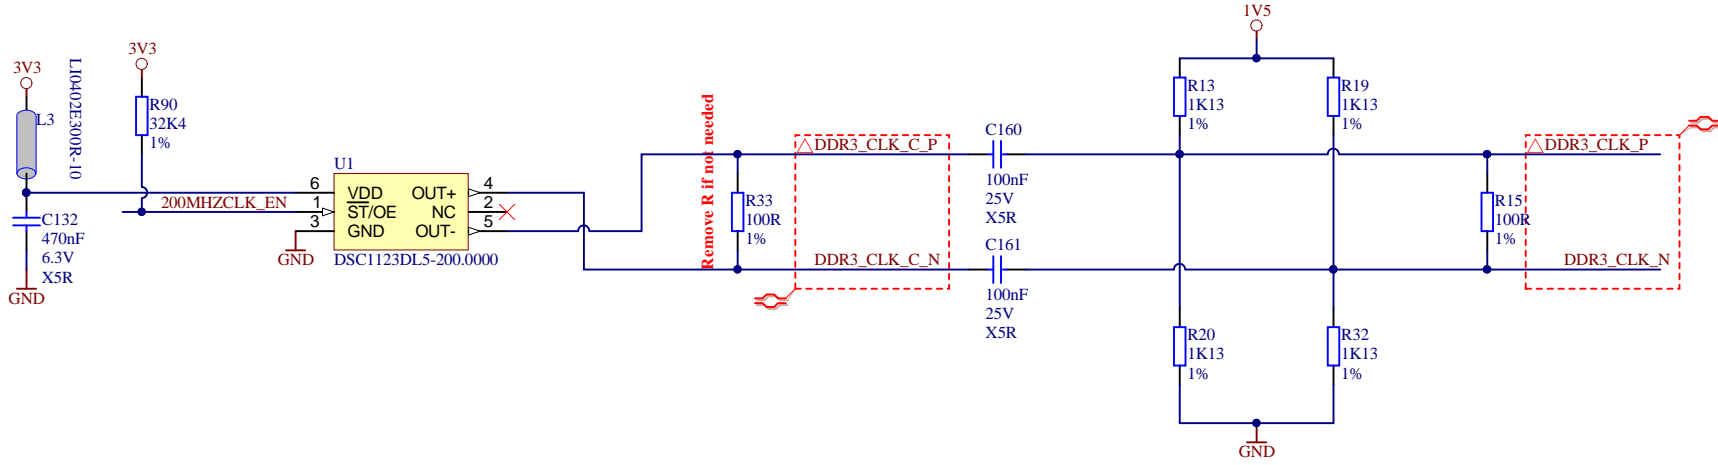 3V3
L3
LI0402E300R-10
C132
470nF
6.3V
X5R
GND
3V3
R90
32K4
1%
200MHZCLK_EN
GND
U1
6 VDD OUT+ 4
1 ST/OE NC 2
3 GND OUT- 5
DSC1123DL5-200.0000
Remove R if not needed
R33
100R
1%
DDR3_CLK_C_P
DDR3_CLK_C_N
C160
100nF
25V
X5R
C161
100nF
25V
X5R
1V5
R13
1K13
1%
R19
1K13
1%
R20
1K13
1%
R32
1K13
1%
GND
R15
100R
1%
DDR3_CLK_P
DDR3_CLK_N